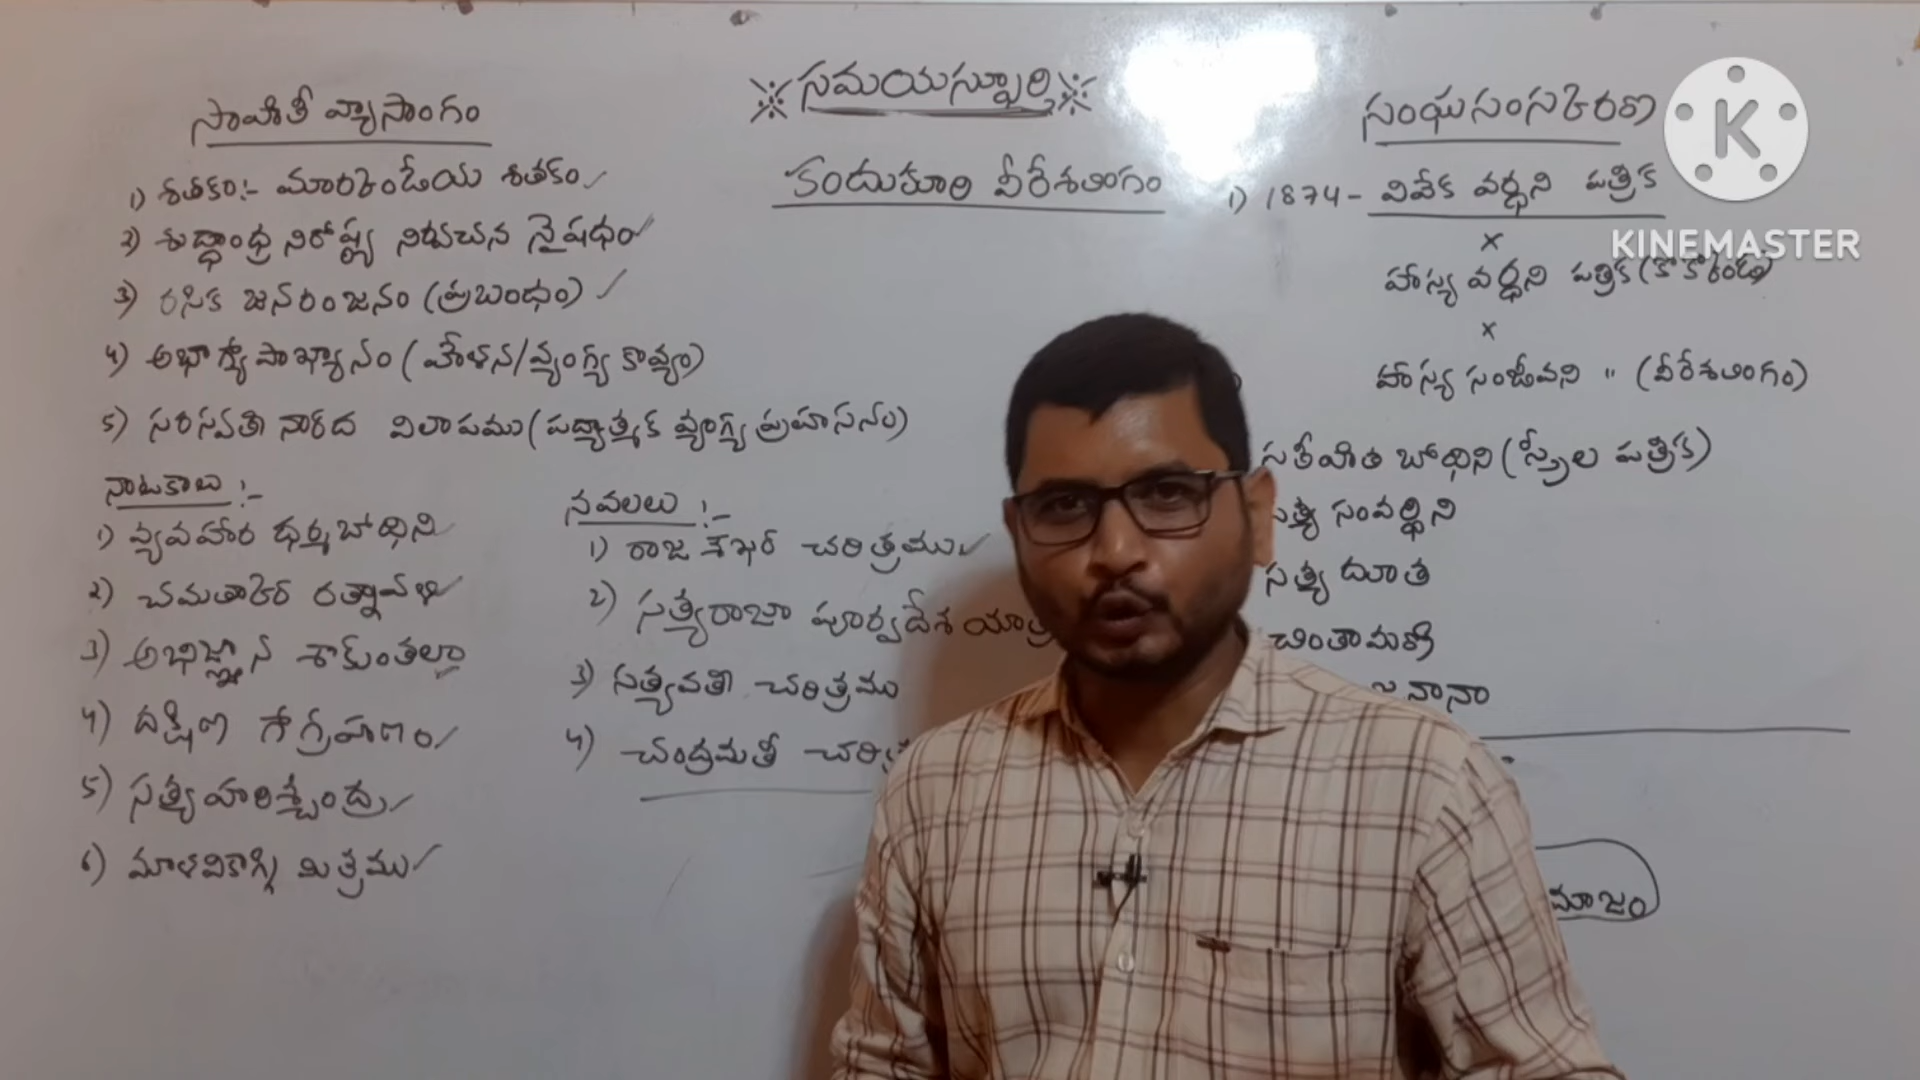 ※సమయస్ఫూర్తి※
కందుకూరి వీరేశలింగం
సాహితీ వ్యాసాంగం
1) శతకం:- మార్కండేయ శతకం
2) శుద్ధాంధ్ర నిరోష్ఠ్య నిర్వచన నైషధం
3) రసిక జనరంజనం (ప్రబంధం)
4) అభాగ్యోపాఖ్యానం (హేళన/వ్యంగ్య కావ్యం)
5) సరస్వతి నారద విలాపము (పద్యాత్మక వ్యంగ్య ప్రహసనం)
నాటకాలు :-
1) వ్యవహార ధర్మబోధిని
2) చమత్కార రత్నావళి
3) అభిజ్ఞాన శాకుంతలం
4) దక్షిణ గోగ్రహణం
5) సత్య హరిశ్చంద్ర
6) మాళవికాగ్ని మిత్రము
నవలలు :-
1) రాజ శేఖర చరిత్రము
2) సత్యరాజా పూర్వదేశ
3) సత్యవతి చరిత్రము
4) చంద్రమతీ
సంఘసంస్కరణ
1) 1874 - వివేక వర్ధని పత్రిక
x
హాస్య వర్ధని పత్రిక (కొక్కొండ)
x
హాస్య సంజీవని " (వీరేశలింగం)
సతీహిత బోధిని (స్త్రీల పత్రిక)
సత్య సంవర్ధిని
సత్య దూత
చింతామణి
K
KINEMASTER